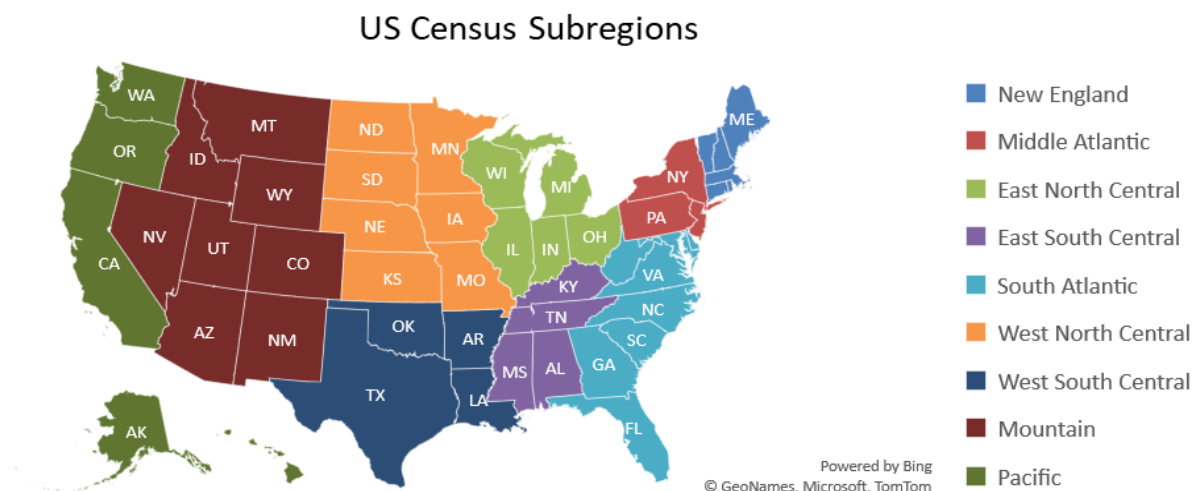 US Census Subregions
WA
OR
CA
NV
ID
MT
WY
UT
CO
AZ
NM
ND
SD
NE
KS
MN
IA
MO
OK
TX
AR
LA
WI
MI
IL
IN
OH
KY
TN
MS
AL
NY
PA
ME
VA
NC
SC
GA
FL
AK
New England
Middle Atlantic
East North Central
East South Central
South Atlantic
West North Central
West South Central
Mountain
Pacific
Powered by Bing
© GeoNames, Microsoft, TomTom